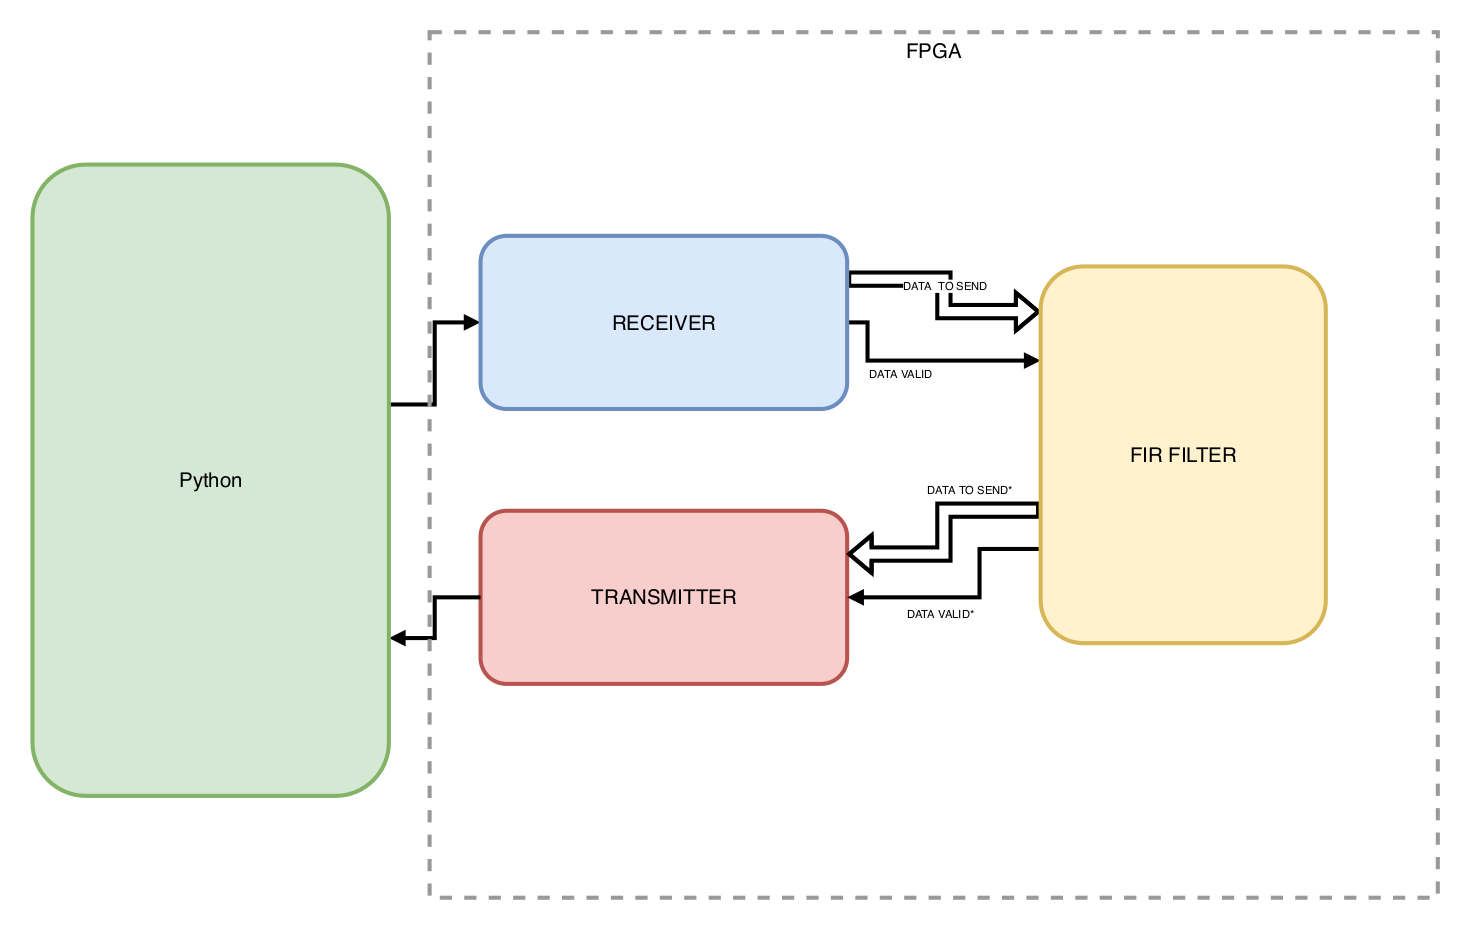 FPGA
Python
RECEIVER
DATA TO SEND
DATA VALID
FIR FILTER
DATA TO SEND*
TRANSMITTER
DATA VALID*